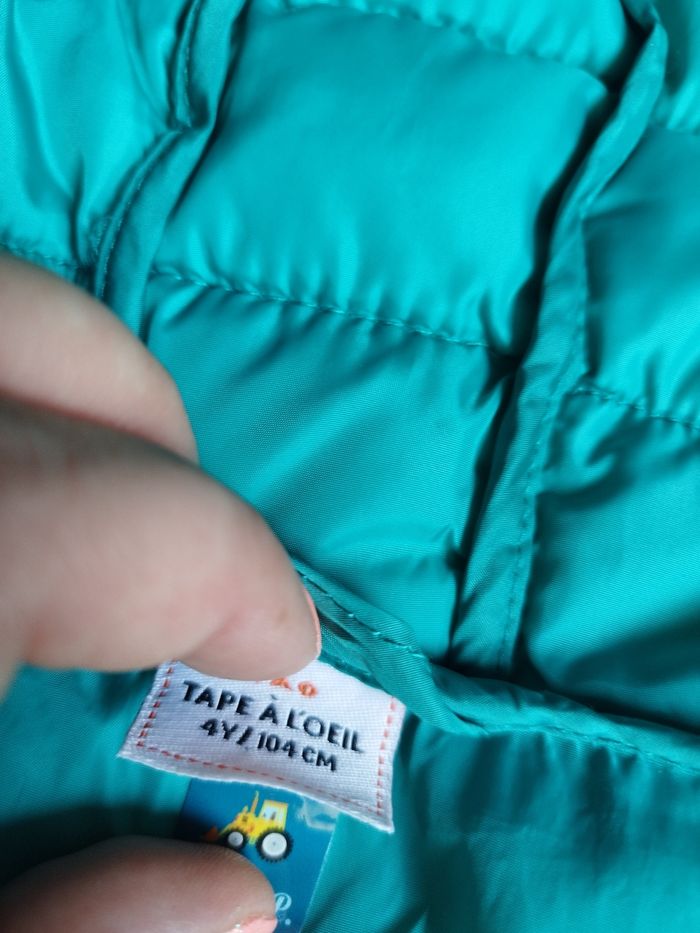 TAPE À L'OEIL
4Y/104 CM